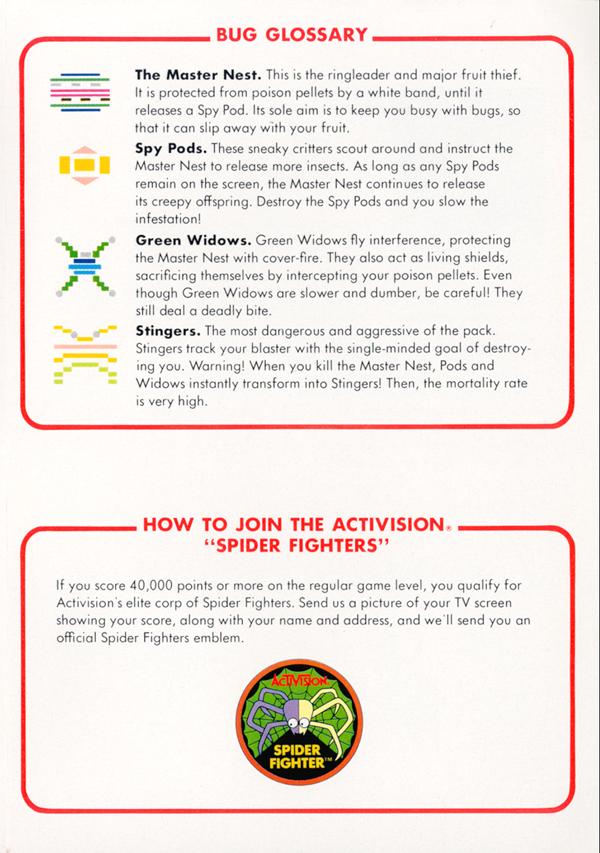 BUG GLOSSARY
The Master Nest. This is the ringleader and major fruit thief.
It is protected from poison pellets by a white band, until it
releases a Spy Pod. Its sole aim is to keep you busy with bugs, so
that it can slip away with your fruit.
Spy Pods. These sneaky critters scout around and instruct the
Master Nest to release more insects. As long as any Spy Pods
remain on the screen, the Master Nest continues to release
its creepy offspring. Destroy the Spy Pods and you slow the
infestation!
Green Widows. Green Widows fly interference, protecting
the Master Nest with cover-fire. They also act as living shields,
sacrificing themselves by intercepting your poison pellets. Even
though Green Widows are slower and dumber, be careful! They
still deal a deadly bite.
Stingers. The most dangerous and aggressive of the pack.
Stingers track your blaster with the single-minded goal of destroy-
ing you. Warning! When you kill the Master Nest, Pods and
Widows instantly transform into Stingers! Then, the mortality rate
is very high.
HOW TO JOIN THE ACTIVISION®
“SPIDER FIGHTERS”
If you score 40,000 points or more on the regular game level, you qualify for
Activision's elite corp of Spider Fighters. Send us a picture of your TV screen
showing your score, along with your name and address, and we'll send you an
official Spider Fighters emblem.
ACTIVISION
SPIDER
FIGHTER™